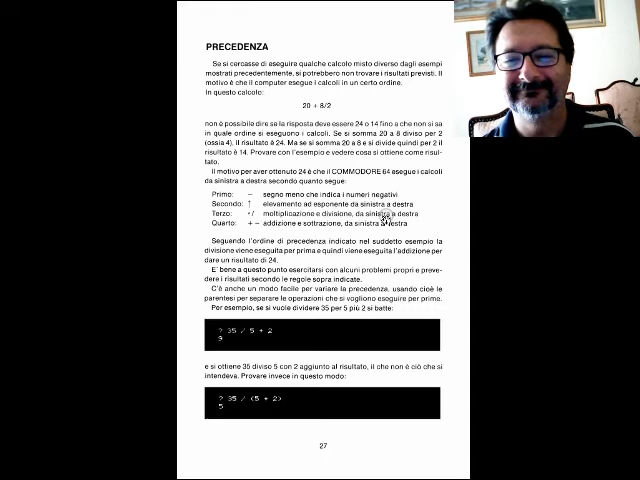 PRECEDENZA
Se si cercasse di eseguire qualche calcolo misto diverso dagli esempi
mostrati precedentemente, si potrebbero non trovare i risultati previsti. Il
motivo è che il computer esegue i calcoli in un certo ordine.
In questo calcolo:
20 + 8/2
non è possibile dire se la risposta deve essere 24 o 14 fino a che non si sa
in quale ordine si eseguono i calcoli. Se si somma 20 a 8 diviso per 2
(ossia 4), il risultato è 24. Ma se si somma 20 a 8 e si divide quindi per 2 il
risultato è 14. Provare con l'esempio e vedere cosa si ottiene come risul-
tato.
Il motivo per aver ottenuto 24 è che il COMMODORE 64 esegue i calcoli
da sinistra a destra secondo quanto segue:
Primo: − segno meno che indica i numeri negativi
Secondo: ↑ elevamento ad esponente da sinistra a destra
Terzo: */ moltiplicazione e divisione, da sinistra a destra
Quarto: +− addizione e sottrazione, da sinistra a destra
Seguendo l'ordine di precedenza indicato nel suddetto esempio la
divisione viene eseguita per prima e quindi viene eseguita l'addizione per
dare un risultato di 24.
E' bene a questo punto esercitarsi con alcuni problemi propri e preve-
dere i risultati secondo le regole sopra indicate.
C'è anche un modo facile per variare la precedenza, usando cioè le
parentesi per separare le operazioni che si vogliono eseguire per prime.
Per esempio, se si vuole dividere 35 per 5 più 2 si batte:
? 35 / 5 + 2
9
e si ottiene 35 diviso 5 con 2 aggiunto al risultato, il che non è ciò che si
intendeva. Provare invece in questo modo:
? 35 / (5 + 2)
5
27